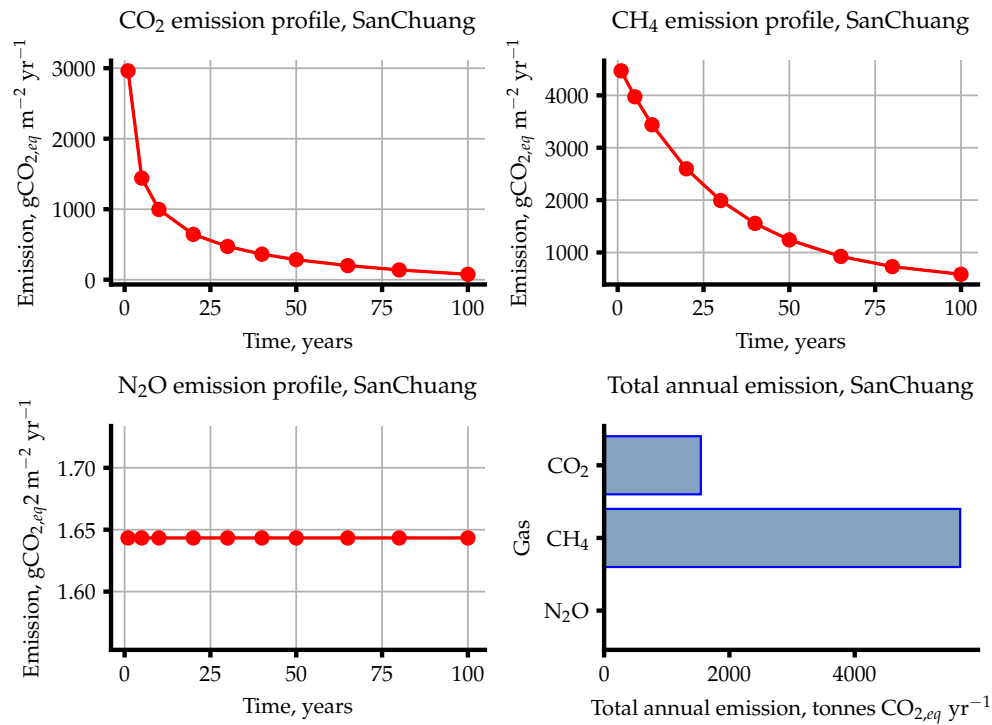 CO₂ emission profile, SanChuang
Emission, gCO₂,eq m⁻² yr⁻¹
3000
2000
1000
0
0 25 50 75 100
Time, years
CH₄ emission profile, SanChuang
Emission, gCO₂,eq m⁻² yr⁻¹
4000
3000
2000
1000
0 25 50 75 100
Time, years
N₂O emission profile, SanChuang
Emission, gCO₂,eq2 m⁻² yr⁻¹
1.70
1.65
1.60
0 25 50 75 100
Time, years
Total annual emission, SanChuang
Gas
CO₂
CH₄
N₂O
0 2000 4000
Total annual emission, tonnes CO₂,eq yr⁻¹